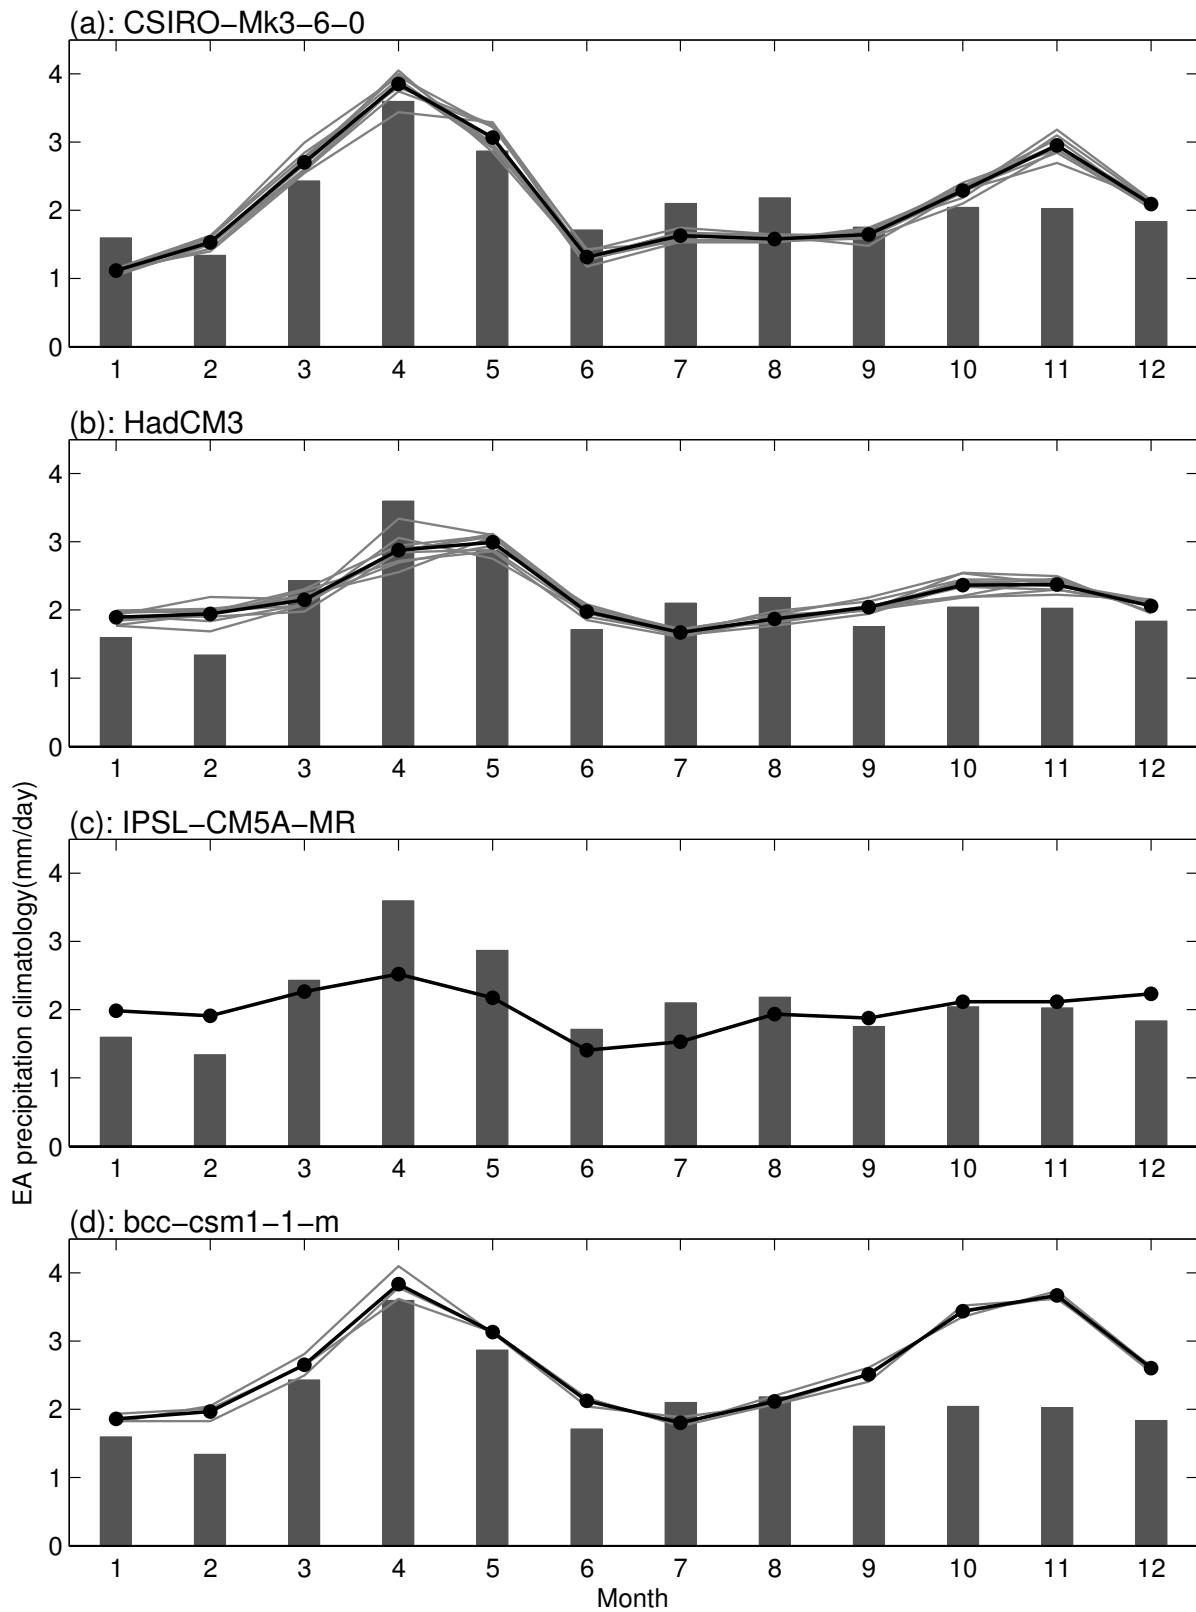 (a): CSIRO−Mk3−6−0
4
3
2
1
0
1 2 3 4 5 6 7 8 9 10 11 12
(b): HadCM3
4
3
2
1
0
1 2 3 4 5 6 7 8 9 10 11 12
EA precipitation climatology(mm/day)
(c): IPSL−CM5A−MR
4
3
2
1
0
1 2 3 4 5 6 7 8 9 10 11 12
(d): bcc−csm1−1−m
4
3
2
1
0
1 2 3 4 5 6 7 8 9 10 11 12
Month